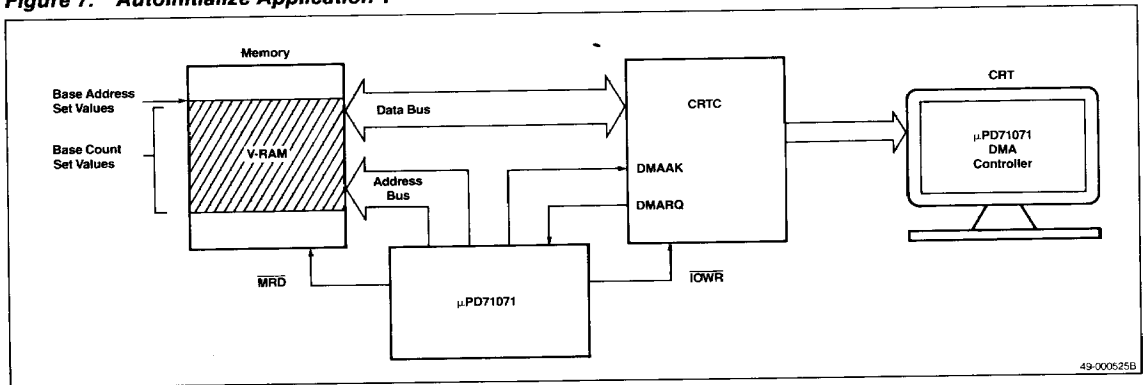 Figure 7. Autoinitialize Application 1
Memory
Base Address
Set Values
Base Count
Set Values
V-RAM
Data Bus
Address
Bus
CRTC
DMAAK
DMARQ
CRT
μPD71071
DMA
Controller
MRD
μPD71071
IOWR
49-000525B